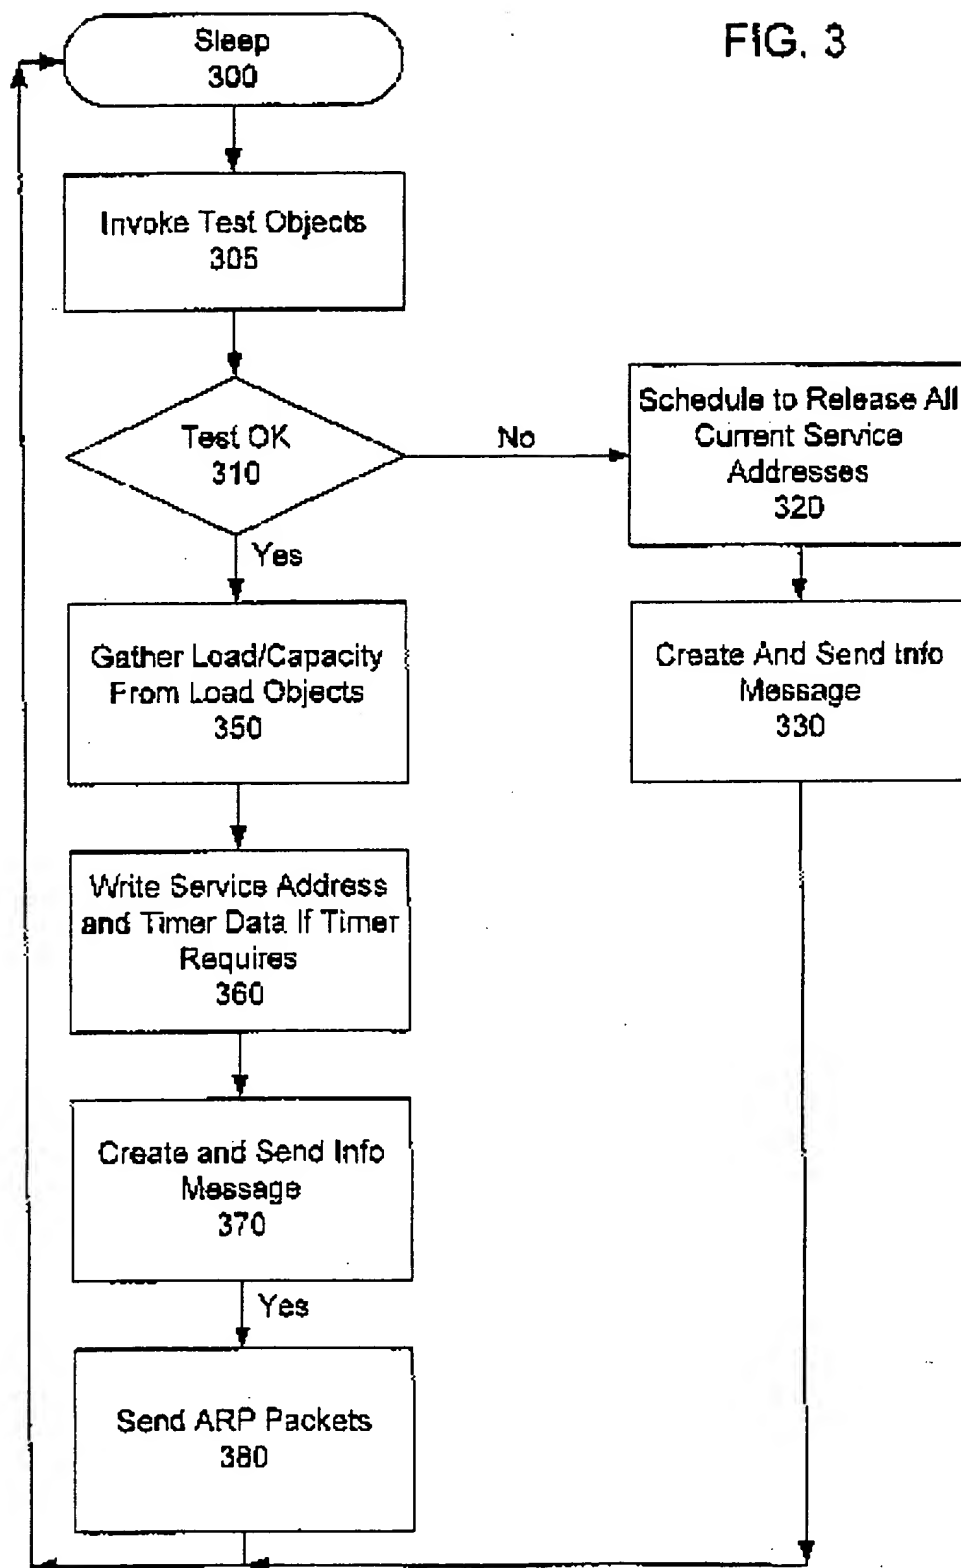 FIG. 3
Sleep
300
Invoke Test Objects
305
Test OK
310
No
Schedule to Release All
Current Service
Addresses
320
Yes
Gather Load/Capacity
From Load Objects
350
Create And Send Info
Message
330
Write Service Address
and Timer Data If Timer
Requires
360
Create and Send Info
Message
370
Yes
Send ARP Packets
380